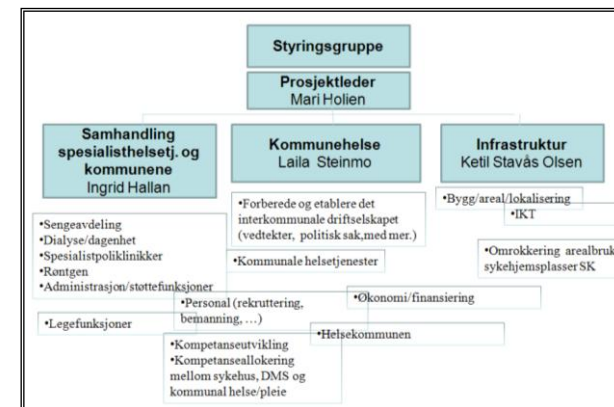 Styringsgruppe
Prosjektleder
Mari Holien
Samhandling
spesialisthelsetj. og
kommunene
Ingrid Hallan
Kommunehelse
Laila Steinmo
Infrastruktur
Ketil Stavås Olsen
•Sengeavdeling
•Dialyse/dagenhet
•Spesialistpoliklinikker
•Røntgen
•Administrasjon/støttefunksjoner
•Legefunksjoner
•Forberede og etablere det
interkommunale driftselskapet
(vedtekter, politisk sak,med mer.)
•Kommunale helsetjenester
•Bygg/areal/lokalisering
•IKT
•Omrokkering arealbruk
sykehjemsplasser SK
•Personal (rekruttering,
bemanning, …)
•Økonomi/finansiering
•Helsekommunen
•Kompetanseutvikling
•Kompetanseallokering
mellom sykehus, DMS og
kommunal helse/pleie